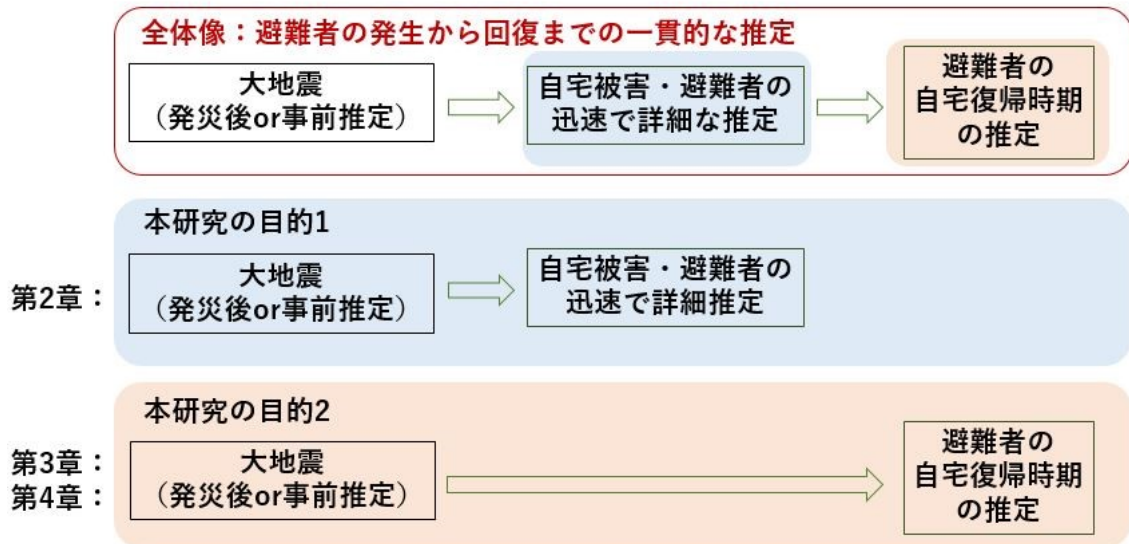 全体像：避難者の発生から回復までの一貫的な推定
大地震
（発災後or事前推定）
自宅被害・避難者の
迅速で詳細な推定
避難者の
自宅復帰時期
の推定
本研究の目的1
第2章：
大地震
（発災後or事前推定）
自宅被害・避難者の
迅速で詳細推定
本研究の目的2
第3章：
第4章：
大地震
（発災後or事前推定）
避難者の
自宅復帰時期
の推定